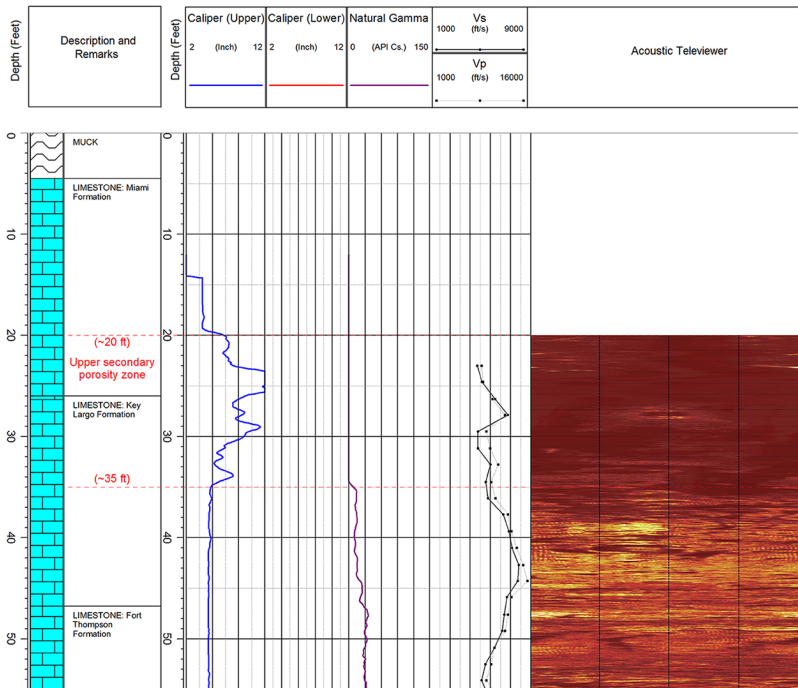 Depth (Feet)
Description and
Remarks
Depth (Feet)
Caliper (Upper)
2 (Inch) 12
Caliper (Lower)
2 (Inch) 12
Natural Gamma
0 (API Cs.) 150
Vs
1000 (ft/s) 9000
Vp
1000 (ft/s) 16000
Acoustic Televiewer
0
10
20
30
40
50
MUCK
LIMESTONE: Miami
Formation
(~20 ft)
Upper secondary
porosity zone
LIMESTONE: Key
Largo Formation
(~35 ft)
LIMESTONE: Fort
Thompson
Formation
0
10
20
30
40
50